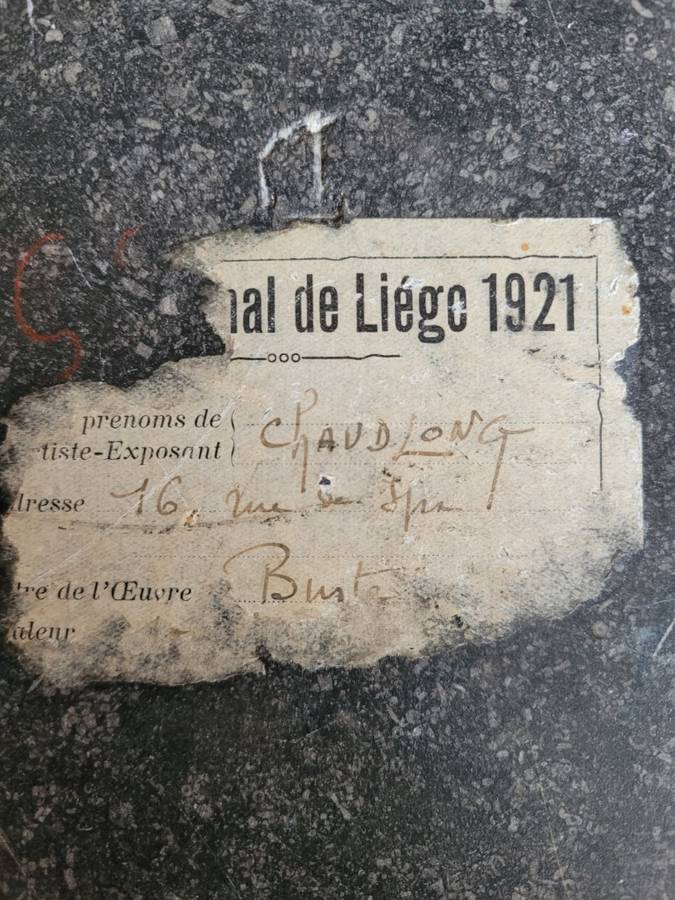 nal de Liége 1921
prenoms de
CHAUDLONG
tiste-Exposant
dresse 16, rue de Spa
tre de l'Œuvre Buste
aleur